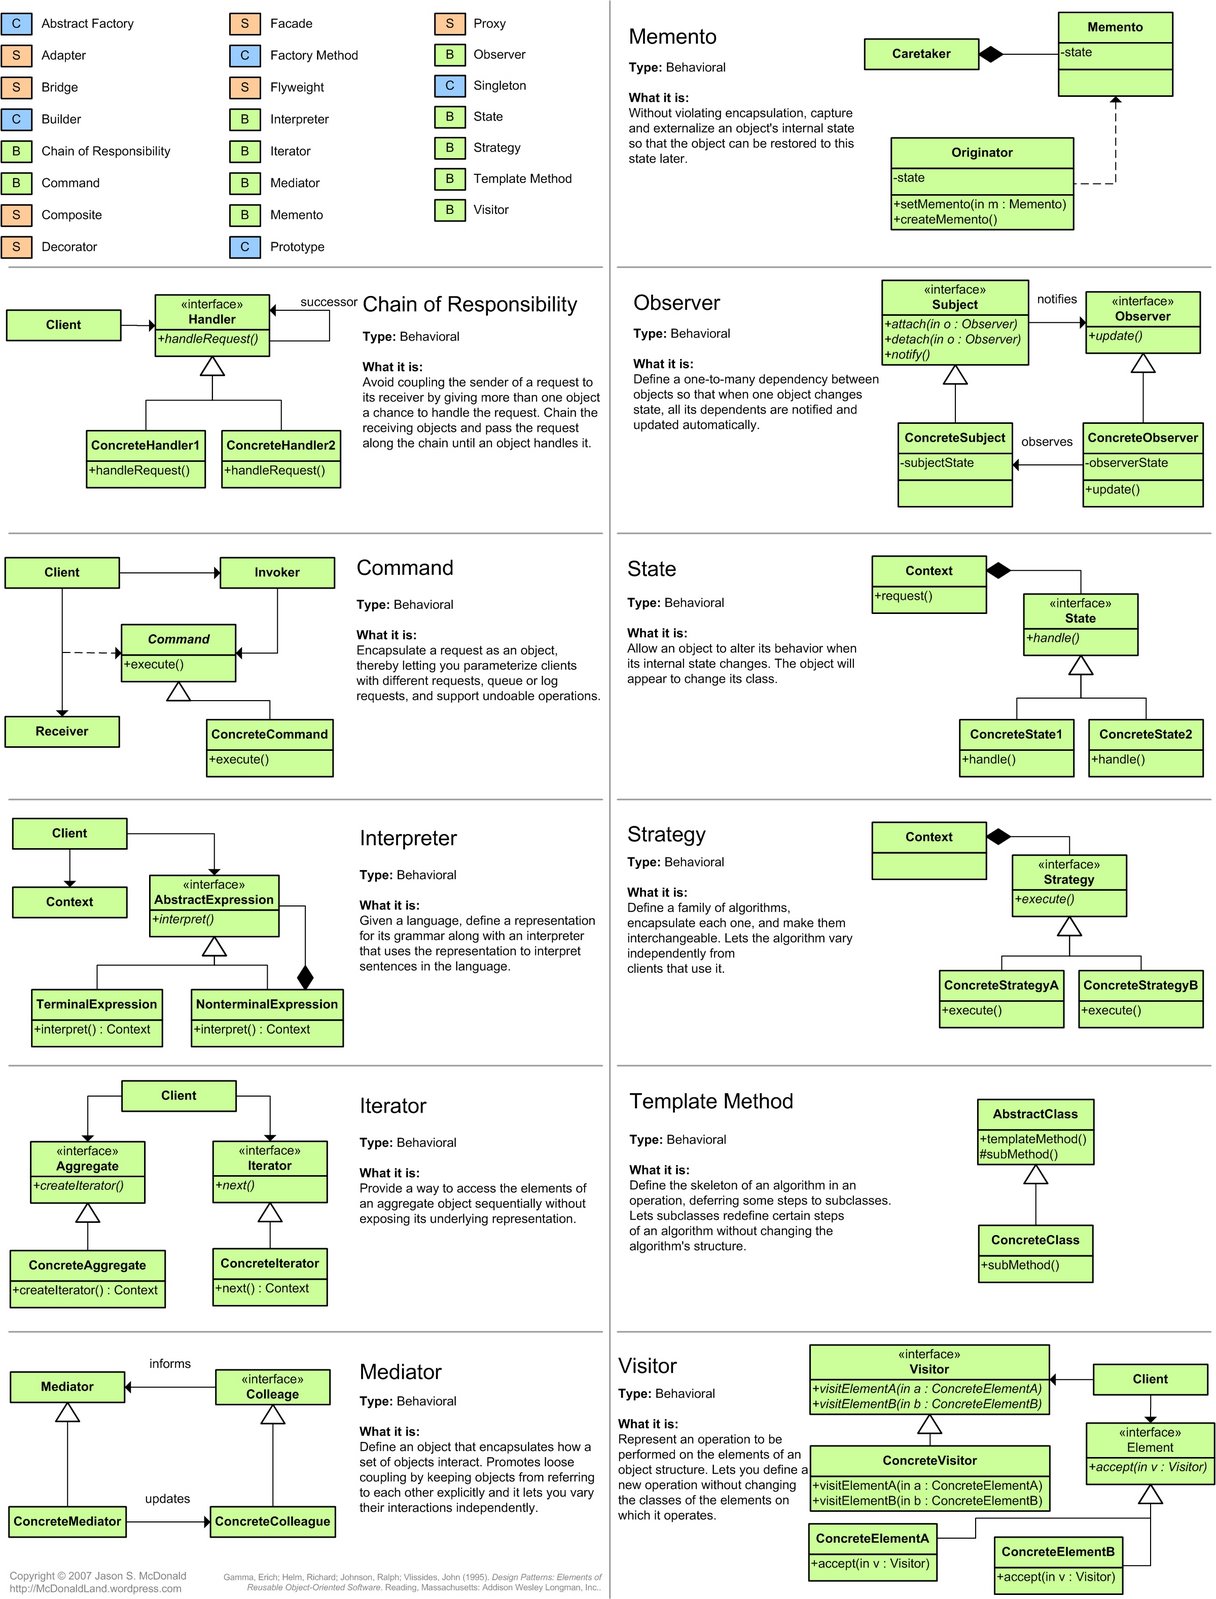 C Abstract Factory
S Adapter
S Bridge
C Builder
B Chain of Responsibility
B Command
S Composite
S Decorator
S Facade
C Factory Method
S Flyweight
B Interpreter
B Iterator
B Mediator
B Memento
C Prototype
S Proxy
B Observer
C Singleton
B State
B Strategy
B Template Method
B Visitor
Chain of Responsibility
Type: Behavioral
What it is:
Avoid coupling the sender of a request to
its receiver by giving more than one object
a chance to handle the request. Chain the
receiving objects and pass the request
along the chain until an object handles it.
Client
«interface»
Handler
+handleRequest()
successor
ConcreteHandler1
+handleRequest()
ConcreteHandler2
+handleRequest()
Command
Type: Behavioral
What it is:
Encapsulate a request as an object,
thereby letting you parameterize clients
with different requests, queue or log
requests, and support undoable operations.
Client
Invoker
Command
+execute()
Receiver
ConcreteCommand
+execute()
Interpreter
Type: Behavioral
What it is:
Given a language, define a representation
for its grammar along with an interpreter
that uses the representation to interpret
sentences in the language.
Client
Context
«interface»
AbstractExpression
+interpret()
TerminalExpression
+interpret() : Context
NonterminalExpression
+interpret() : Context
Iterator
Type: Behavioral
What it is:
Provide a way to access the elements of
an aggregate object sequentially without
exposing its underlying representation.
Client
«interface»
Aggregate
+createIterator()
«interface»
Iterator
+next()
ConcreteAggregate
+createIterator() : Context
ConcreteIterator
+next() : Context
Mediator
Type: Behavioral
What it is:
Define an object that encapsulates how a
set of objects interact. Promotes loose
coupling by keeping objects from referring
to each other explicitly and it lets you vary
their interactions independently.
Mediator
informs
«interface»
Colleage
updates
ConcreteMediator
ConcreteColleague
Copyright © 2007 Jason S. McDonald
http://McDonaldLand.wordpress.com
Gamma, Erich; Helm, Richard; Johnson, Ralph; Vlissides, John (1995). Design Patterns: Elements of
Reusable Object-Oriented Software. Reading, Massachusetts: Addison Wesley Longman, Inc..
Memento
Type: Behavioral
What it is:
Without violating encapsulation, capture
and externalize an object's internal state
so that the object can be restored to this
state later.
Caretaker
Memento
-state
Originator
-state
+setMemento(in m : Memento)
+createMemento()
Observer
Type: Behavioral
What it is:
Define a one-to-many dependency between
objects so that when one object changes
state, all its dependents are notified and
updated automatically.
«interface»
Subject
+attach(in o : Observer)
+detach(in o : Observer)
+notify()
notifies
«interface»
Observer
+update()
ConcreteSubject
-subjectState
observes
ConcreteObserver
-observerState
+update()
State
Type: Behavioral
What it is:
Allow an object to alter its behavior when
its internal state changes. The object will
appear to change its class.
Context
+request()
«interface»
State
+handle()
ConcreteState1
+handle()
ConcreteState2
+handle()
Strategy
Type: Behavioral
What it is:
Define a family of algorithms,
encapsulate each one, and make them
interchangeable. Lets the algorithm vary
independently from
clients that use it.
Context
«interface»
Strategy
+execute()
ConcreteStrategyA
+execute()
ConcreteStrategyB
+execute()
Template Method
Type: Behavioral
What it is:
Define the skeleton of an algorithm in an
operation, deferring some steps to subclasses.
Lets subclasses redefine certain steps
of an algorithm without changing the
algorithm's structure.
AbstractClass
+templateMethod()
#subMethod()
ConcreteClass
+subMethod()
Visitor
Type: Behavioral
What it is:
Represent an operation to be
performed on the elements of an
object structure. Lets you define a
new operation without changing
the classes of the elements on
which it operates.
«interface»
Visitor
+visitElementA(in a : ConcreteElementA)
+visitElementB(in b : ConcreteElementB)
Client
«interface»
Element
+accept(in v : Visitor)
ConcreteVisitor
+visitElementA(in a : ConcreteElementA)
+visitElementB(in b : ConcreteElementB)
ConcreteElementA
+accept(in v : Visitor)
ConcreteElementB
+accept(in v : Visitor)